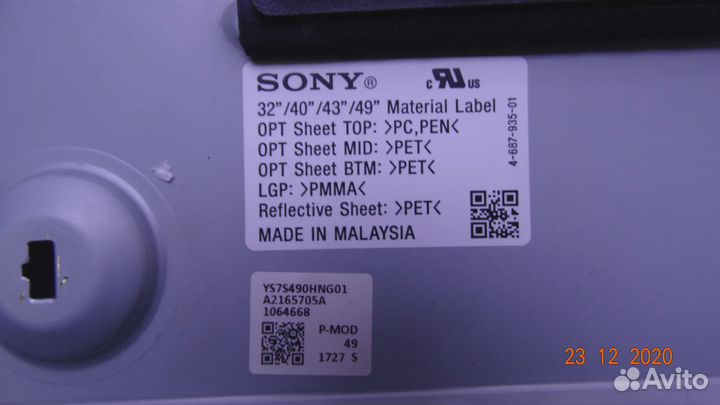 SONY®
c RU us
32"/40"/43"/49" Material Label
OPT Sheet TOP: >PC,PEN<
OPT Sheet MID: >PET<
OPT Sheet BTM: >PET<
LGP: >PMMA<
Reflective Sheet: >PET<
MADE IN MALAYSIA
4-687-935-01
YS7S490HNG01
A2165705A
1064668
P-MOD
49
1727 S
23 12 2020
Avito